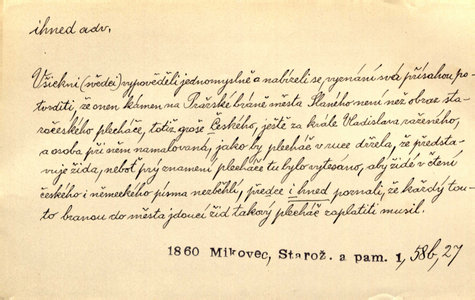 ihned adv.
Všickni (svědci) vypověděli jednomyslně a nabízeli se, vyznání svá přísahou po-
tvrditi, že onen kámen na Pražské bráně města Slaného není než obraz sta-
ročeského plecháče, totiž groše Českého, ještě za krále Vladislava raženého,
a osoba při něm namalovaná, jako by plecháč v ruce držela, že předsta-
vuje žida, neboť prý znamení plecháče tu bylo vytesáno, aby židé v čtení
českého i německého písma nezběhlí, předce ihned poznali, že každý tou-
to branou do města jdoucí žid takový plecháč zaplatiti musil.
1860 Mikovec, Starož. a pam. 1, 58b, 27